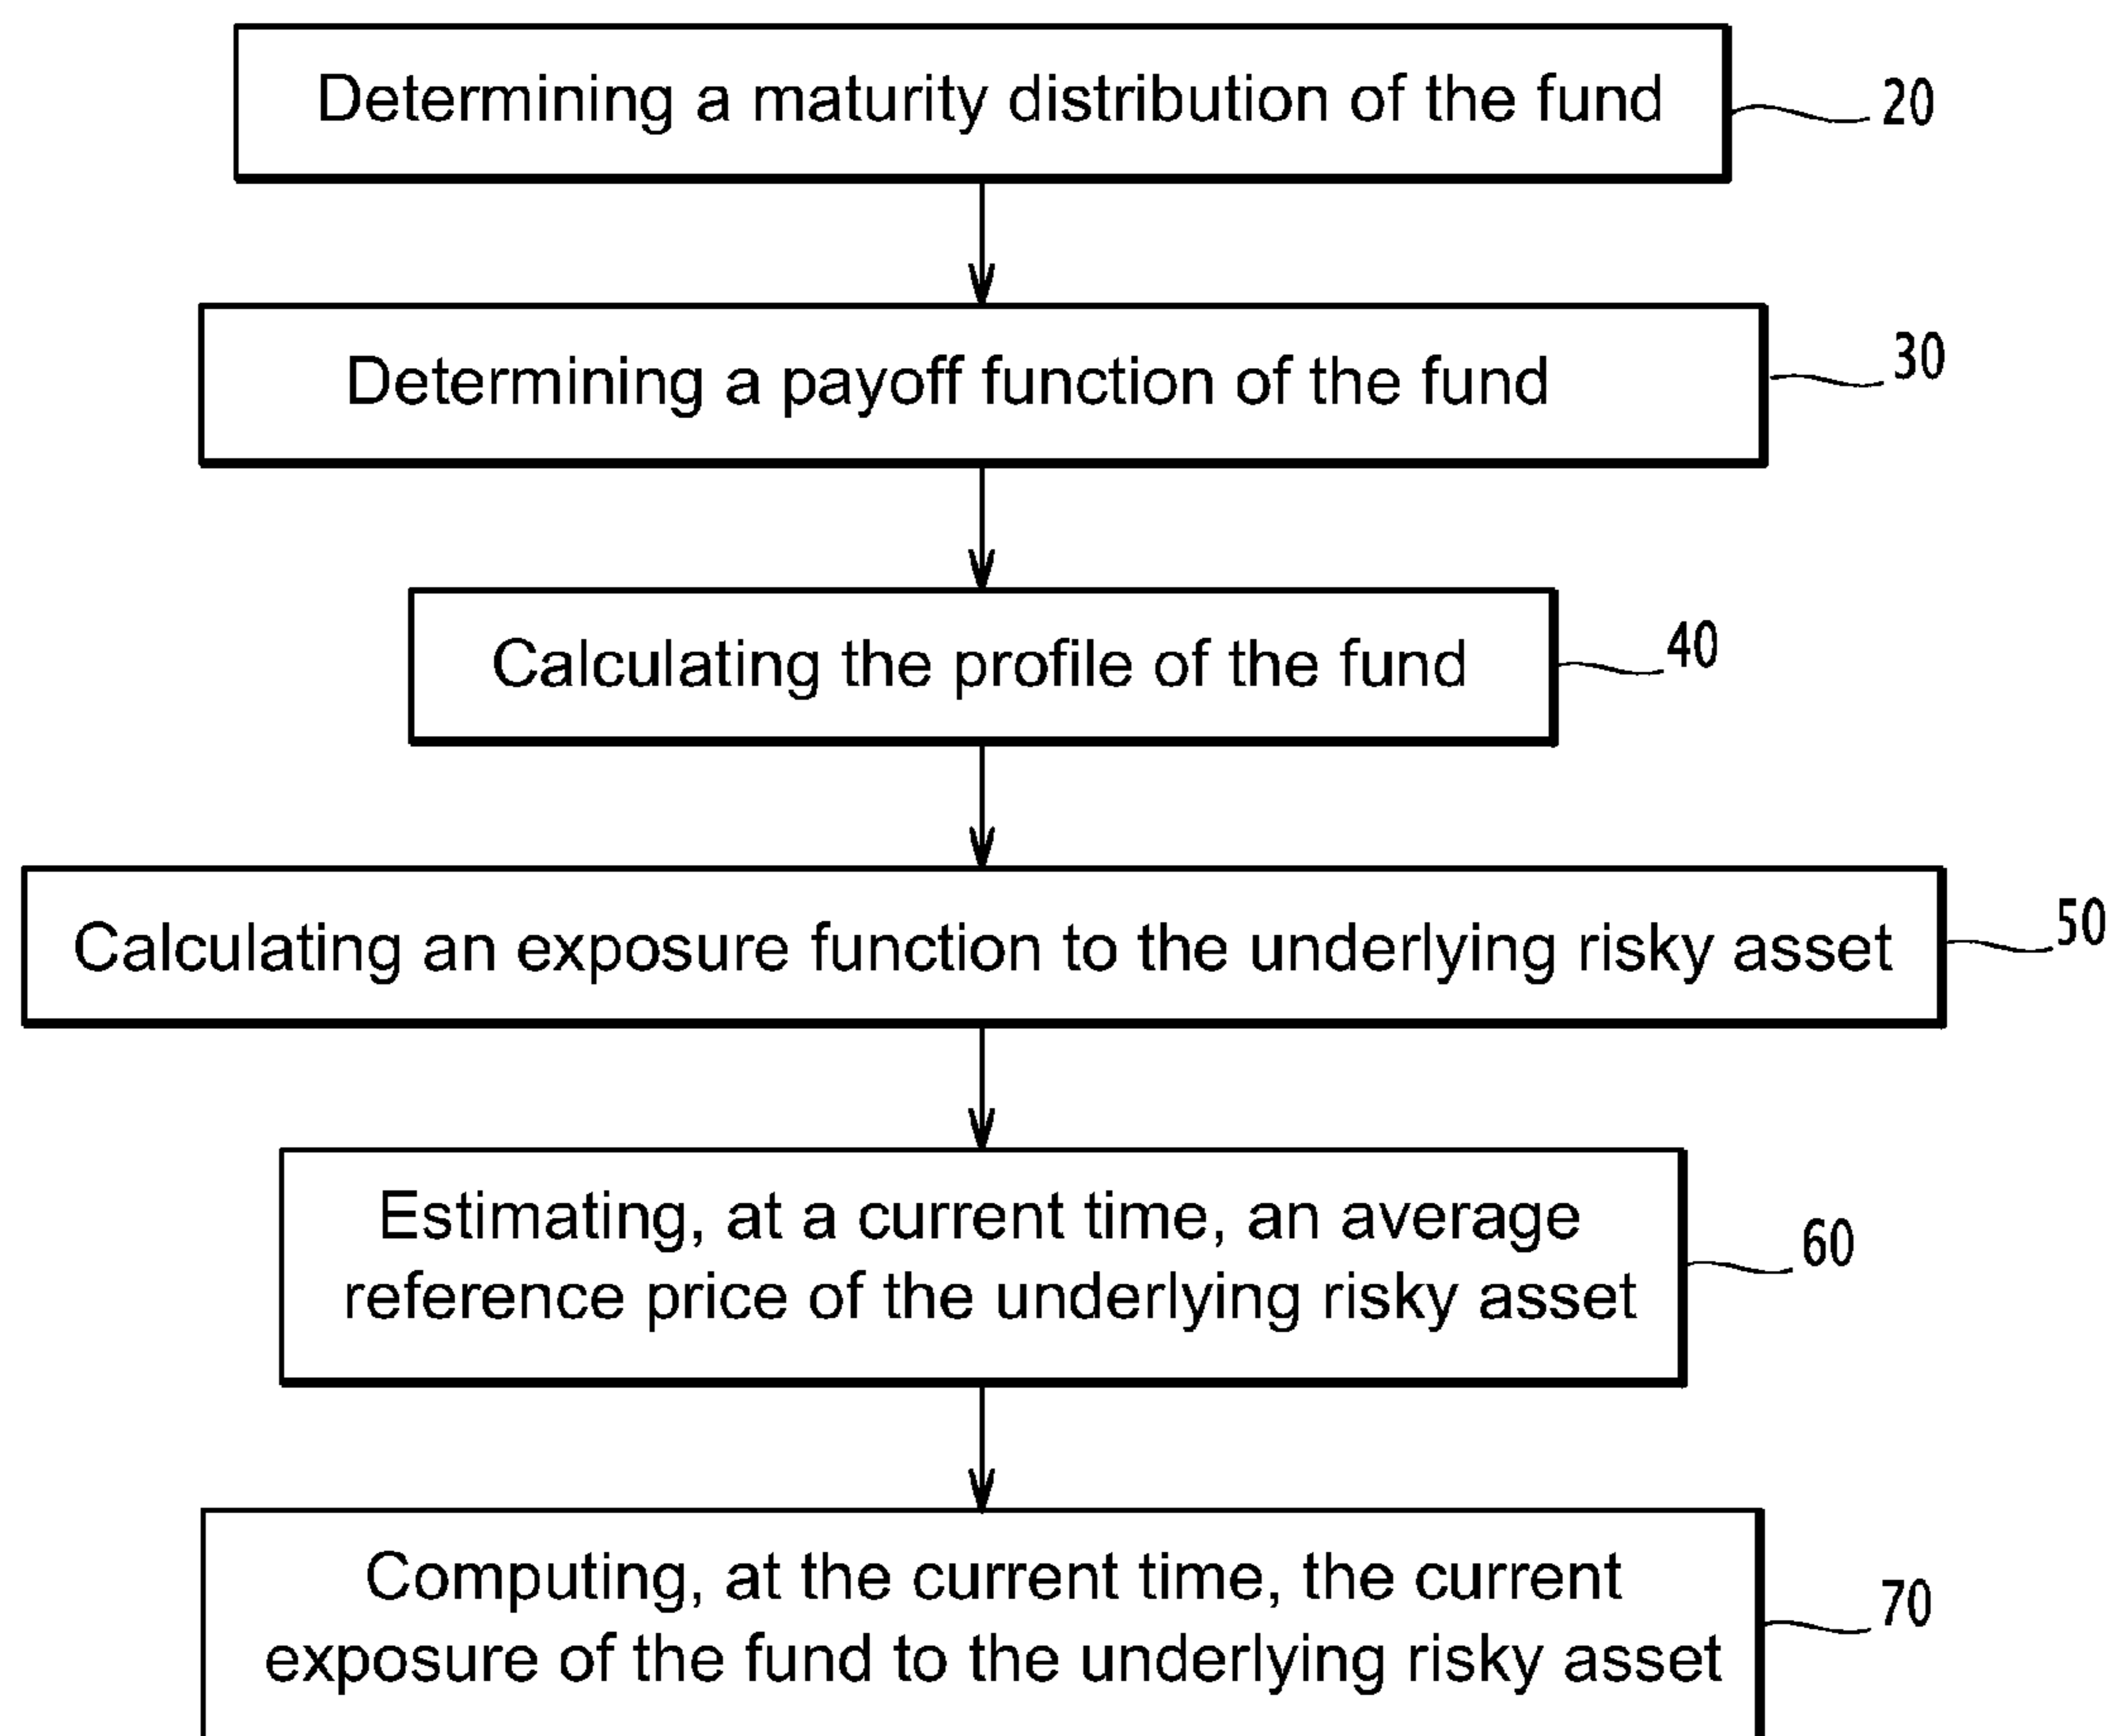 Determining a maturity distribution of the fund
20
Determining a payoff function of the fund
30
Calculating the profile of the fund
40
Calculating an exposure function to the underlying risky asset
50
Estimating, at a current time, an average
reference price of the underlying risky asset
60
Computing, at the current time, the current
exposure of the fund to the underlying risky asset
70